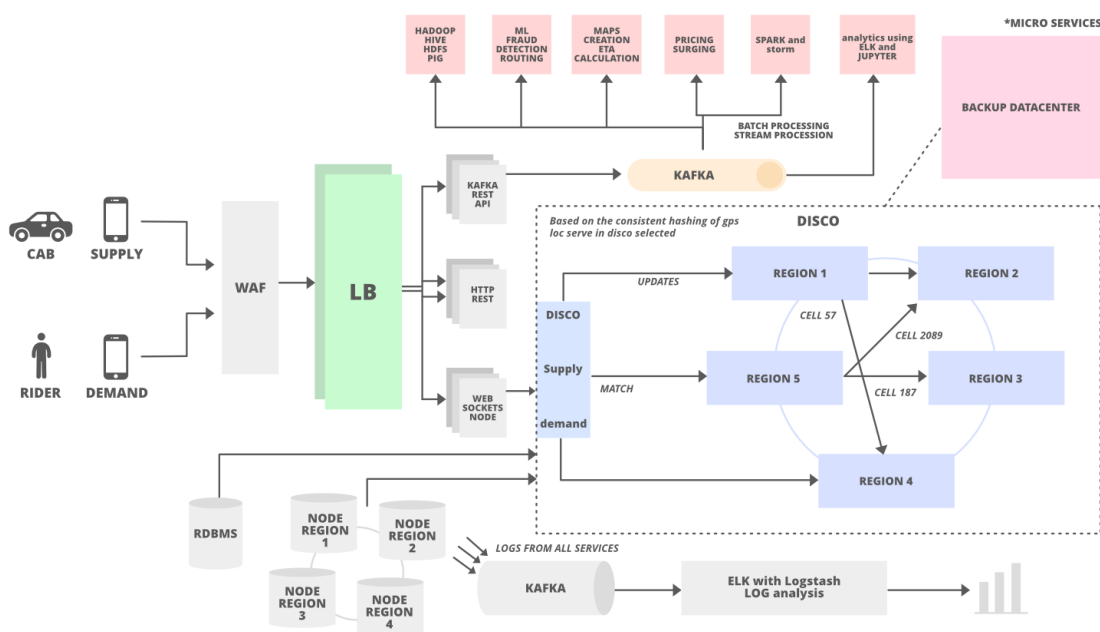 *MICRO SERVICES
HADOOP
HIVE
HDFS
PIG
ML
FRAUD
DETECTION
ROUTING
MAPS
CREATION
ETA
CALCULATION
PRICING
SURGING
SPARK and
storm
analytics using
ELK and
JUPYTER
BACKUP DATACENTER
BATCH PROCESSING
STREAM PROCESSION
KAFKA
REST
API
KAFKA
CAB
SUPPLY
WAF
LB
HTTP
REST
RIDER
DEMAND
WEB
SOCKETS
NODE
Based on the consistent hashing of gps
loc serve in disco selected
DISCO
UPDATES
REGION 1
REGION 2
DISCO
Supply
demand
CELL 57
CELL 2089
MATCH
REGION 5
REGION 3
CELL 187
REGION 4
RDBMS
NODE
REGION
1
NODE
REGION
2
NODE
REGION
3
NODE
REGION
4
LOGS FROM ALL SERVICES
KAFKA
ELK with Logstash
LOG analysis